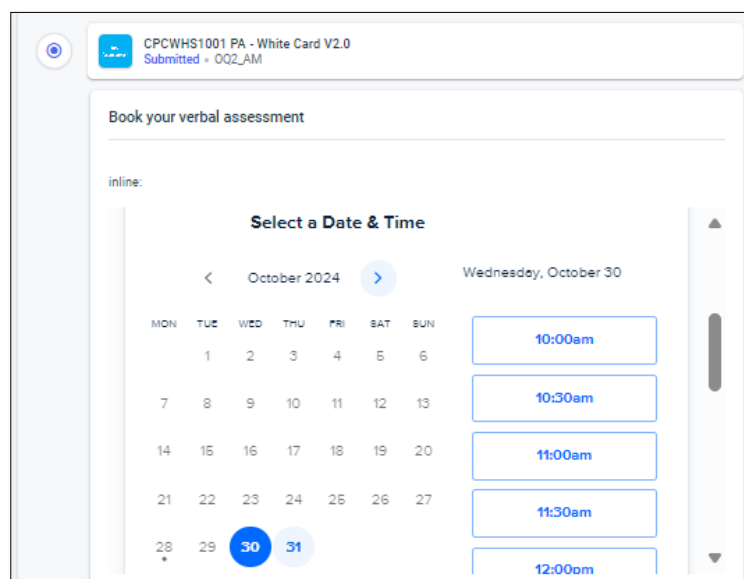 CPCWHS1001 PA - White Card V2.0
Submitted • OQ2_AM
Book your verbal assessment
inline:
Select a Date & Time
October 2024
Wednesday, October 30
MON TUE WED THU FRI SAT SUN
1 2 3 4 5 6
7 8 9 10 11 12 13
14 15 16 17 18 19 20
21 22 23 24 25 26 27
28 29 30 31
10:00am
10:30am
11:00am
11:30am
12:00pm